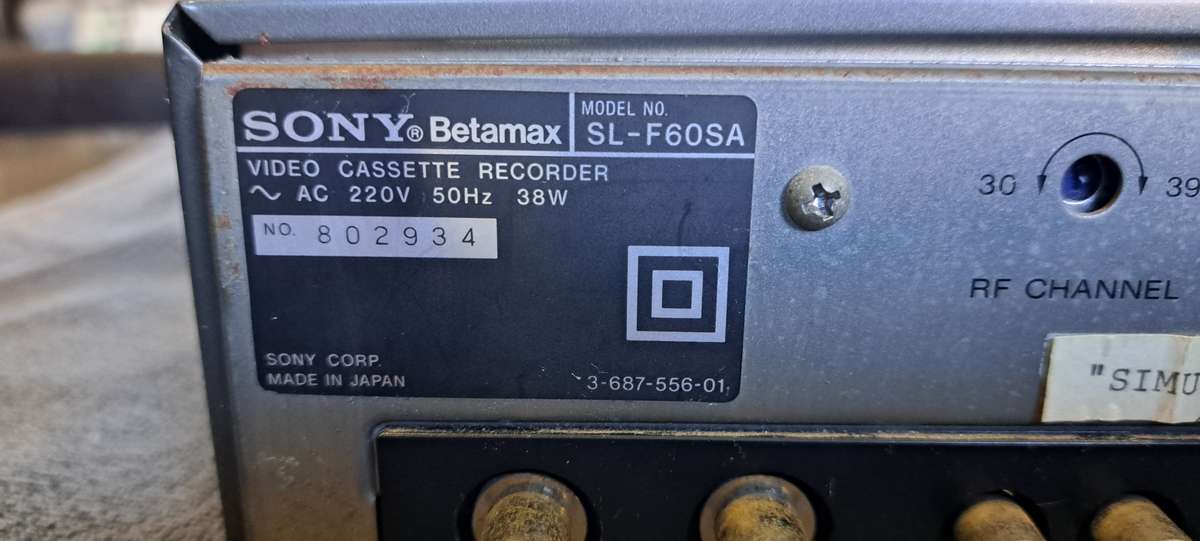 SONY® Betamax
MODEL NO.
SL-F60SA
VIDEO CASSETTE RECORDER
~ AC 220V 50Hz 38W
NO. 802934
SONY CORP.
MADE IN JAPAN
3-687-556-01
30 39
RF CHANNEL
"SIMU